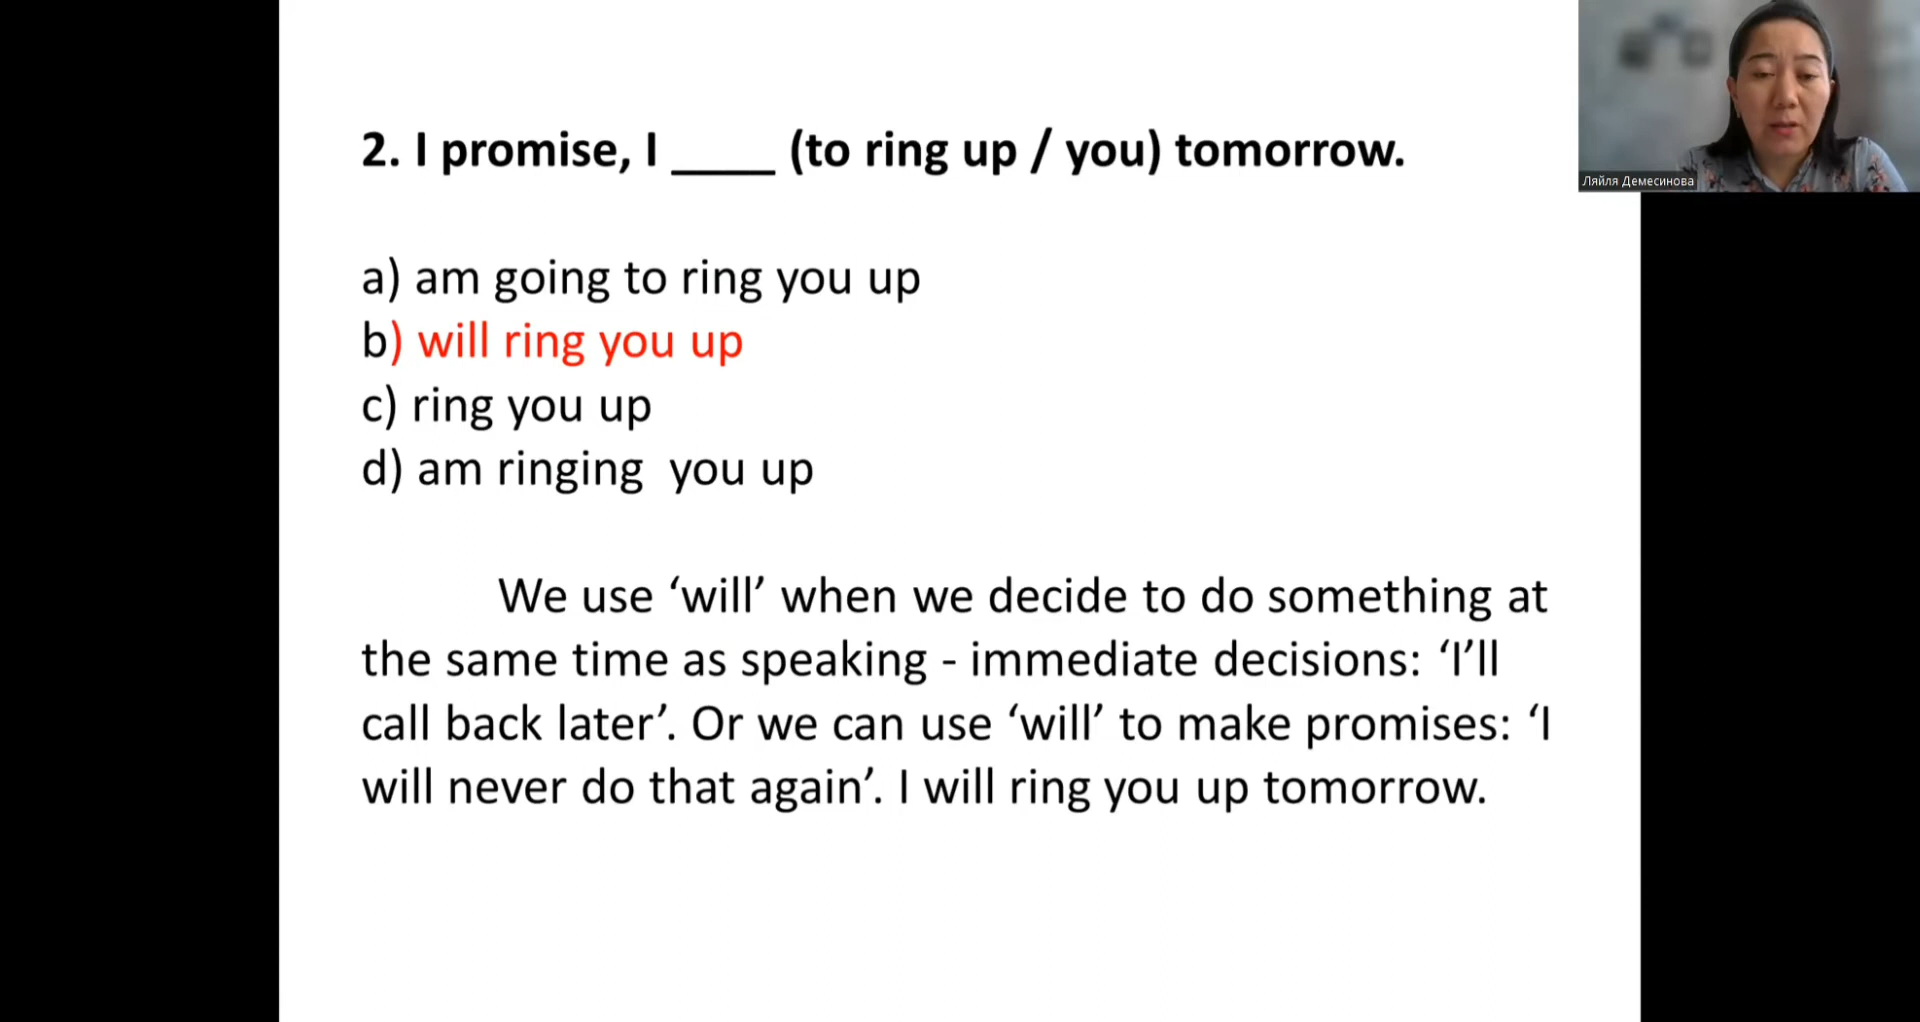 2. I promise, I ____ (to ring up / you) tomorrow.
a) am going to ring you up
b) will ring you up
c) ring you up
d) am ringing  you up
We use ‘will’ when we decide to do something at
the same time as speaking - immediate decisions: ‘I’ll
call back later’. Or we can use ‘will’ to make promises: ‘I
will never do that again’. I will ring you up tomorrow.
Ляйля Демесинова